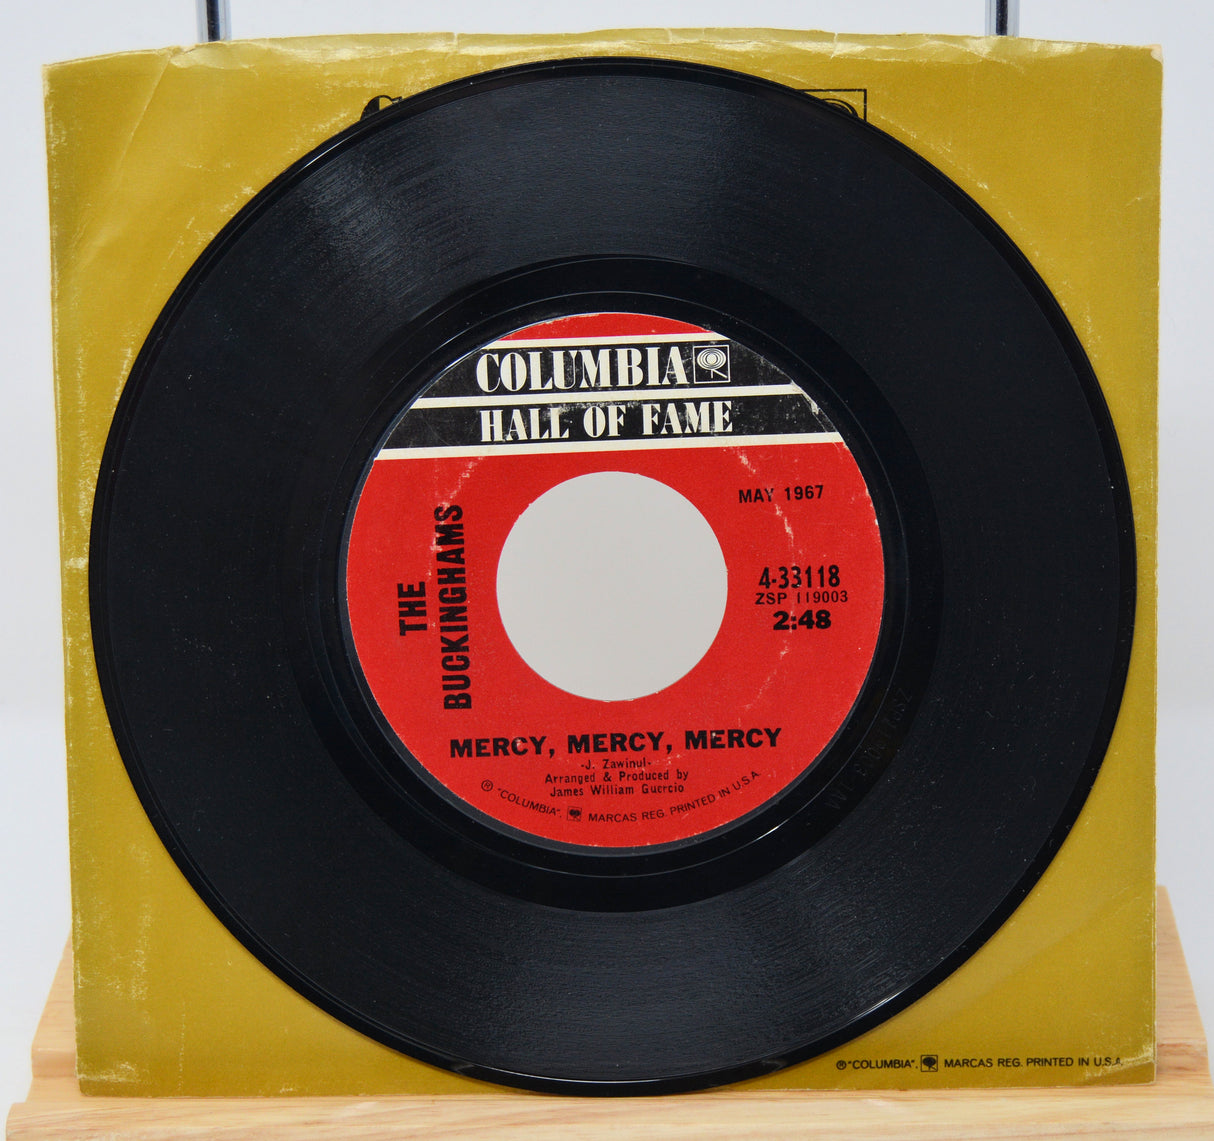 COLUMBIA
HALL OF FAME
MAY 1967
THE
BUCKINGHAMS
4-33118
ZSP 119003
2:48
MERCY, MERCY, MERCY
-J. Zawinul-
Arranged & Produced by
James William Guercio
® "COLUMBIA", MARCAS REG. PRINTED IN U.S.A.
® "COLUMBIA", MARCAS REG. PRINTED IN U.S.A.